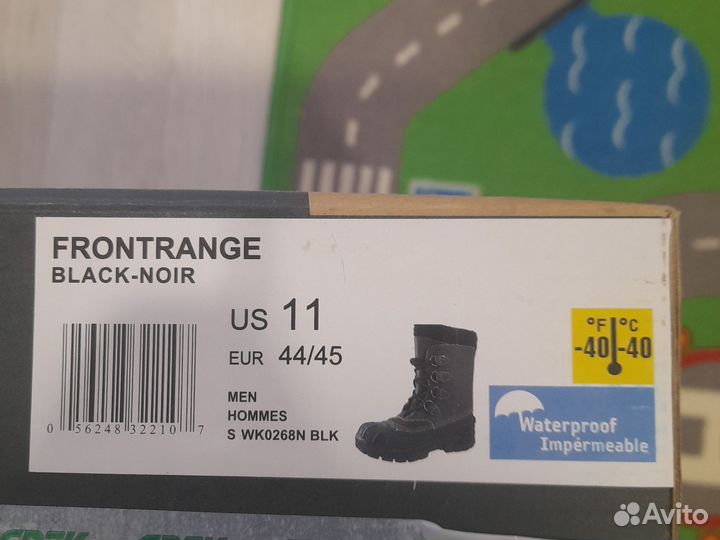 FRONTRANGE
BLACK-NOIR
US 11
EUR 44/45
MEN
HOMMES
S WK0268N BLK
0 56248 32210 7
°F °C
-40 -40
Waterproof
Impérmeable
Avito